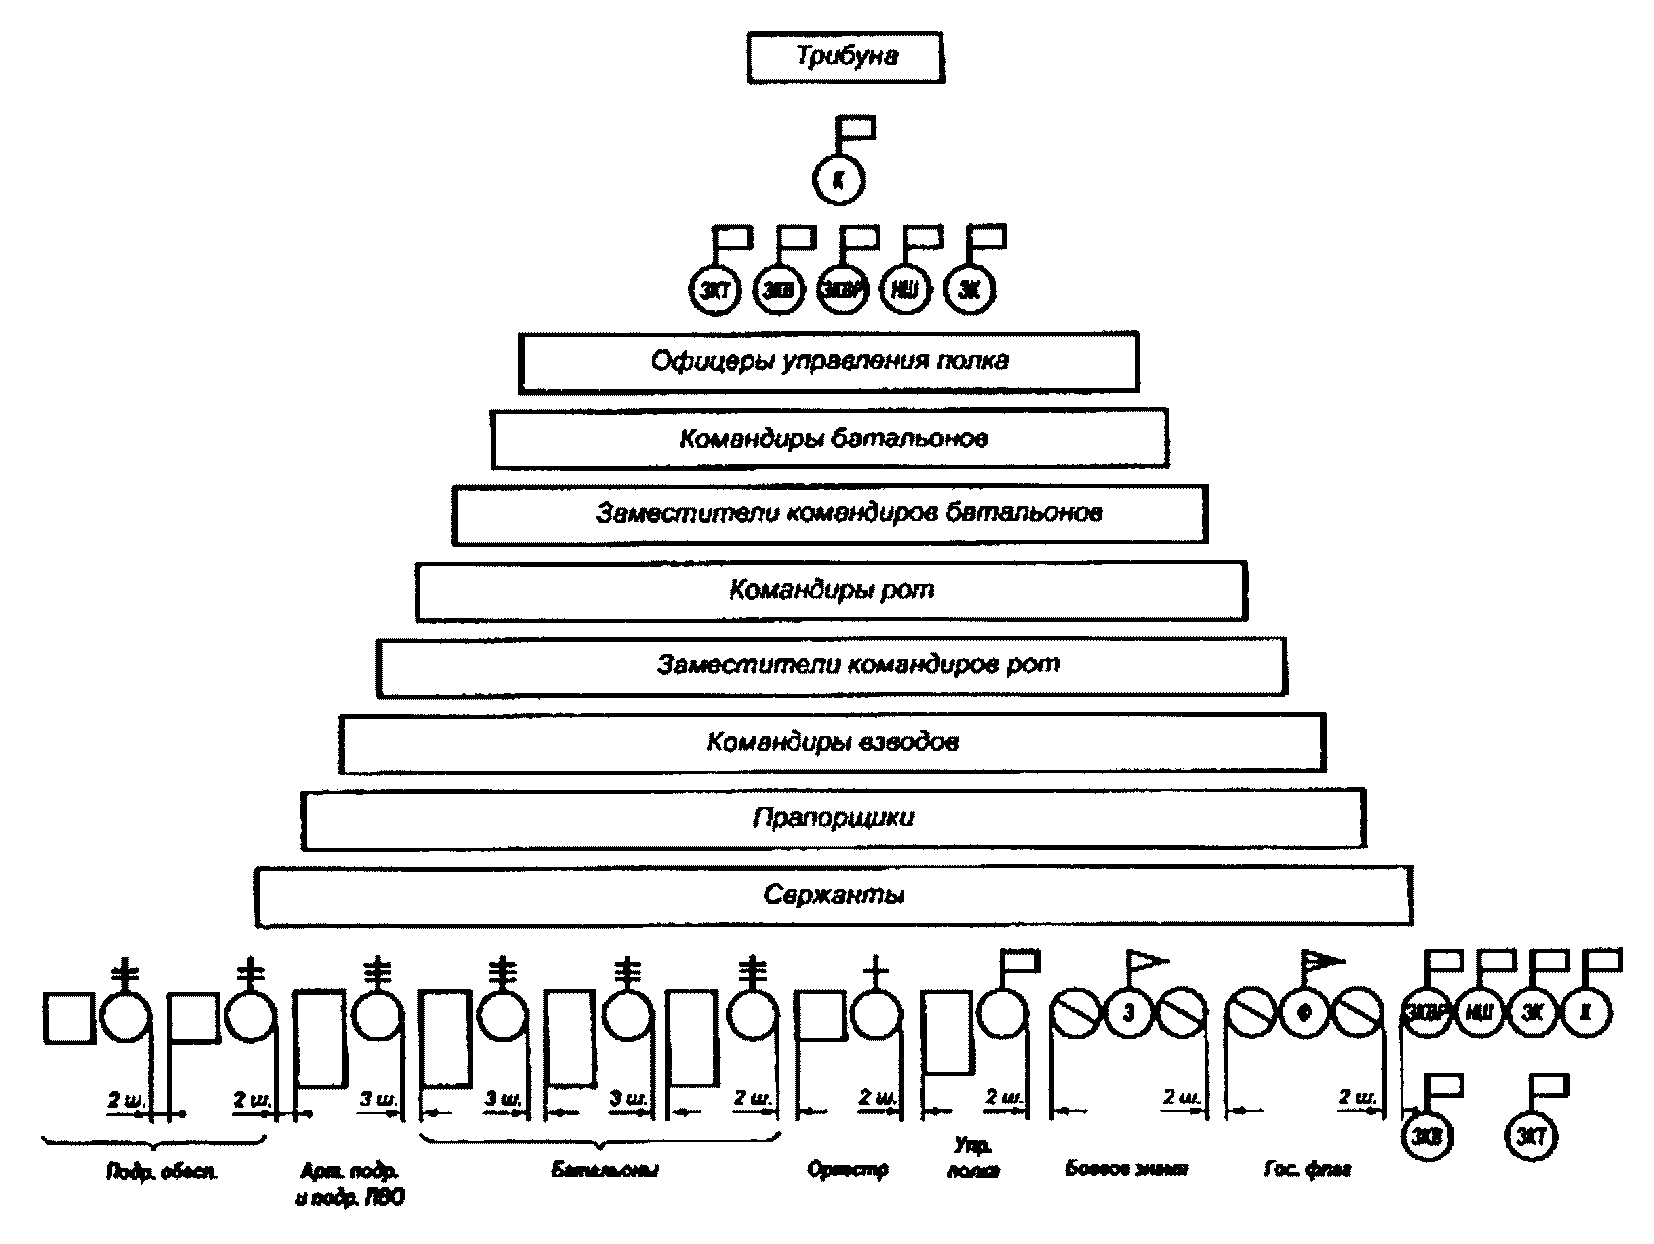 Трибуна
К
ЗКТ ЗКВ ЗКВР НШ ЗК
Офицеры управления полка
Командиры батальонов
Заместители командиров батальонов
Командиры рот
Заместители командиров рот
Командиры взводов
Прапорщики
Сержанты
З Ф ЗКВР НШ ЗК К
2 ш. 2 ш. 3 ш. 3 ш. 3 ш. 2 ш. 2 ш. 2 ш. 2 ш. 2 ш.
ЗКВ ЗКТ
Подр. обесп.
Арт. подр.
и подр. ПВО
Батальоны
Оркестр
Упр.
полка
Боевое знамя
Гос. флаг